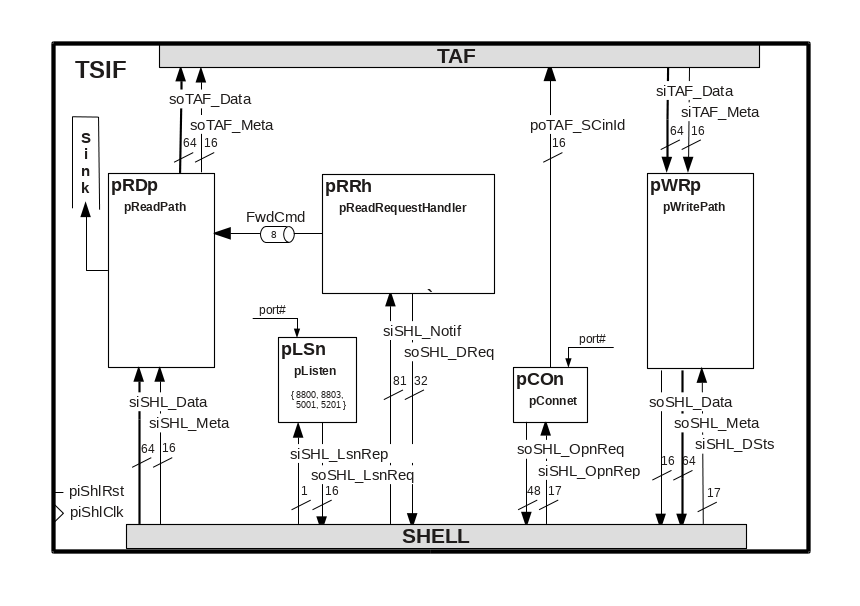 TAF
TSIF
soTAF_Data
soTAF_Meta
64
16
poTAF_SCinId
16
siTAF_Data
siTAF_Meta
64
16
S
i
n
k
pRDp
pReadPath
FwdCmd
8
pRRh
pReadRequestHandler
`
pWRp
pWritePath
port#
pLSn
pListen
{ 8800, 8803,
5001, 5201 }
siSHL_Notif
soSHL_DReq
81
32
port#
pCOn
pConnet
siSHL_Data
siSHL_Meta
64
16
siSHL_LsnRep
soSHL_LsnReq
1
16
soSHL_OpnReq
siSHL_OpnRep
48
17
soSHL_Data
soSHL_Meta
siSHL_DSts
16
64
17
piShlRst
piShlClk
SHELL